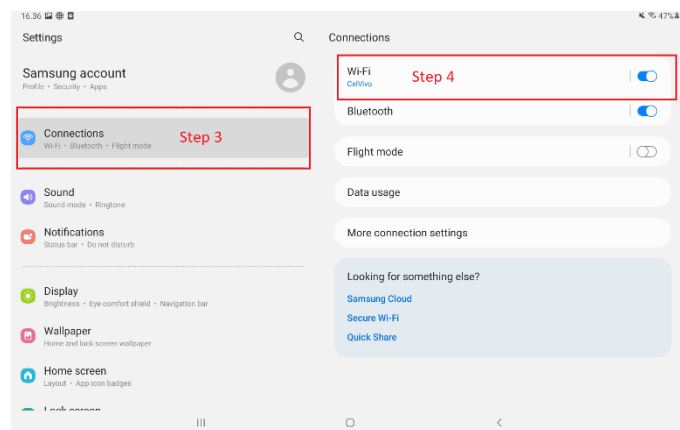 16.36
47%
Settings
Samsung account
Profile • Security • Apps
Connections
Wi-Fi • Bluetooth • Flight mode
Step 3
Sound
Sound mode • Ringtone
Notifications
Status bar • Do not disturb
Display
Brightness • Eye comfort shield • Navigation bar
Wallpaper
Home and lock screen wallpaper
Home screen
Layout • App icon badges
Lock screen
Connections
Wi-Fi
CelVivo
Step 4
Bluetooth
Flight mode
Data usage
More connection settings
Looking for something else?
Samsung Cloud
Secure Wi-Fi
Quick Share